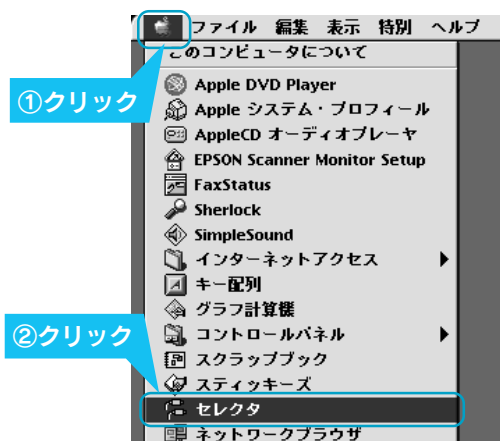 ファイル 編集 表示 特別 ヘルプ
このコンピュータについて
①クリック
Apple DVD Player
Apple システム・プロフィール
AppleCD オーディオプレーヤ
EPSON Scanner Monitor Setup
FaxStatus
Sherlock
SimpleSound
インターネットアクセス
キー配列
グラフ計算機
②クリック
コントロールパネル
スクラップブック
スティッキーズ
セレクタ
ネットワークブラウザ